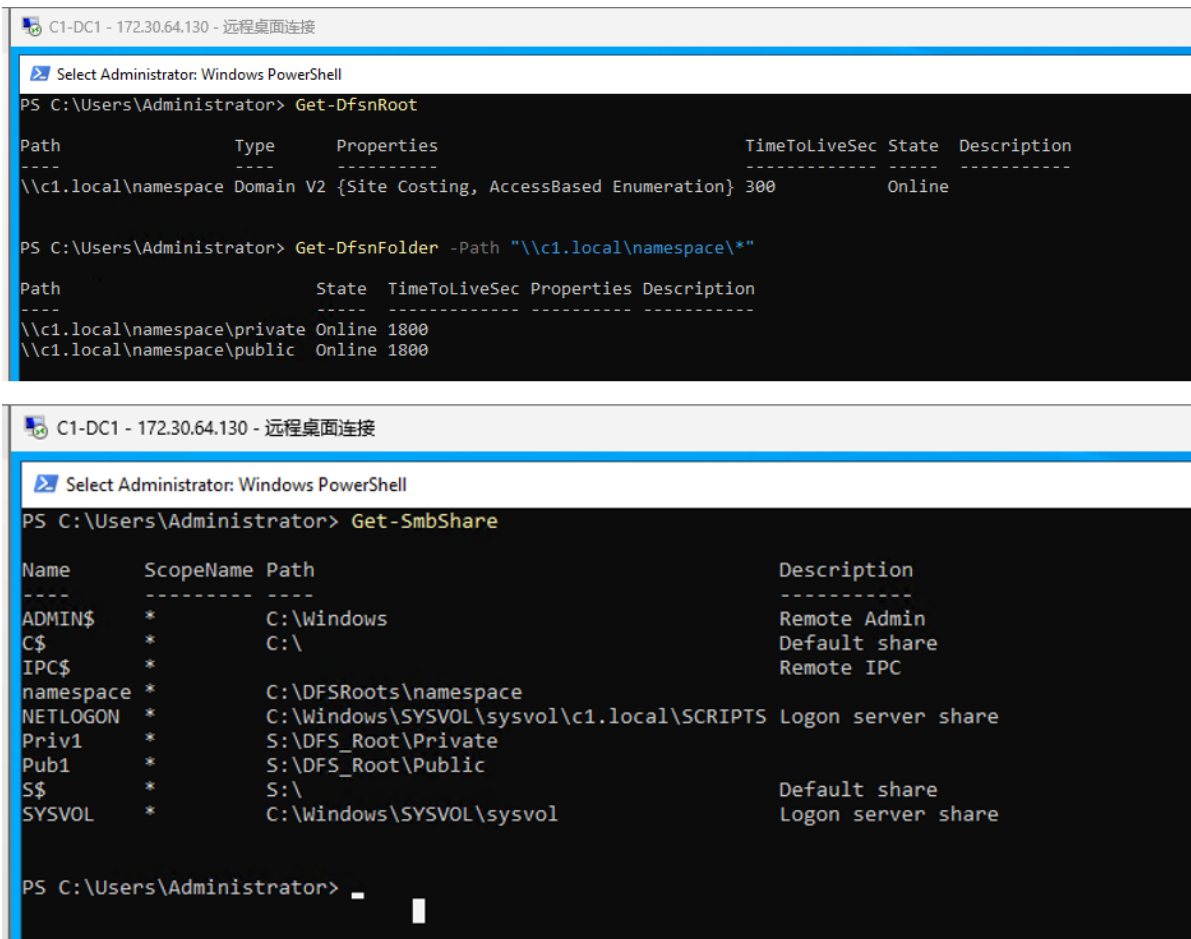 C1-DC1 - 172.30.64.130 - 远程桌面连接
Select Administrator: Windows PowerShell
PS C:\Users\Administrator> Get-DfsnRoot
Path Type Properties TimeToLiveSec State Description
---- ---- ---------- ------------- ----- -----------
\\c1.local\namespace Domain V2 {Site Costing, AccessBased Enumeration} 300 Online
PS C:\Users\Administrator> Get-DfsnFolder -Path "\\c1.local\namespace\*"
Path State TimeToLiveSec Properties Description
---- ----- ------------- ---------- -----------
\\c1.local\namespace\private Online 1800
\\c1.local\namespace\public Online 1800
C1-DC1 - 172.30.64.130 - 远程桌面连接
Select Administrator: Windows PowerShell
PS C:\Users\Administrator> Get-SmbShare
Name ScopeName Path Description
---- --------- ---- -----------
ADMIN$ * C:\Windows Remote Admin
C$ * C:\ Default share
IPC$ * Remote IPC
namespace * C:\DFSRoots\namespace
NETLOGON * C:\Windows\SYSVOL\sysvol\c1.local\SCRIPTS Logon server share
Priv1 * S:\DFS_Root\Private
Pub1 * S:\DFS_Root\Public
S$ * S:\ Default share
SYSVOL * C:\Windows\SYSVOL\sysvol Logon server share
PS C:\Users\Administrator>